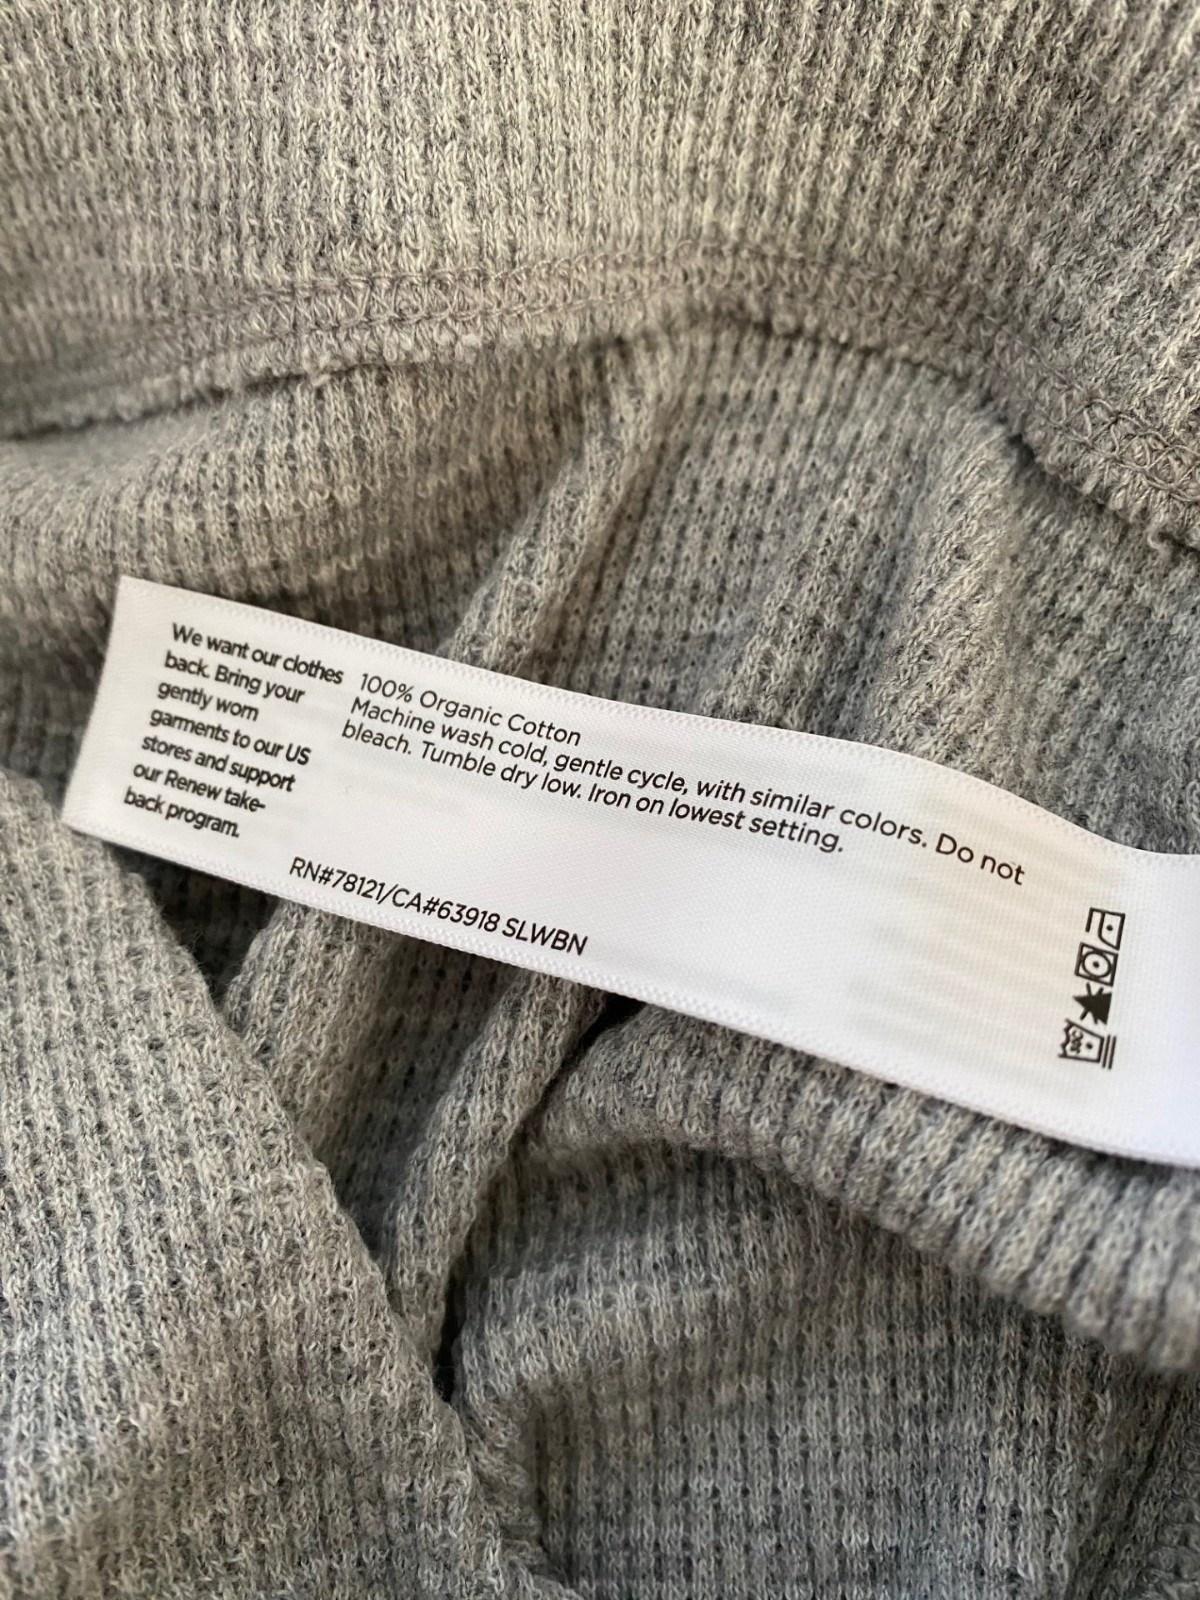 We want our clothes
back. Bring your
gently worn
garments to our US
stores and support
our Renew take-
back program.
100% Organic Cotton
Machine wash cold, gentle cycle, with similar colors. Do not
bleach. Tumble dry low. Iron on lowest setting.
RN#78121/CA#63918 SLWBN